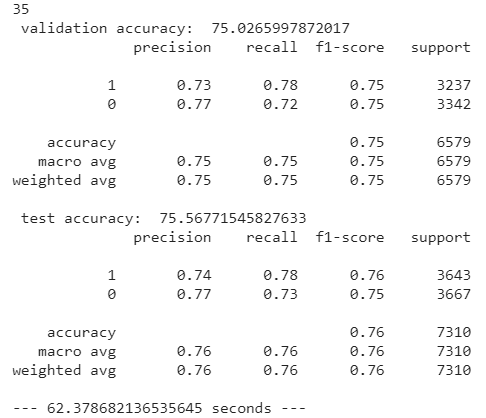 35
validation accuracy:  75.0265997872017
precision    recall  f1-score   support
1       0.73      0.78      0.75      3237
0       0.77      0.72      0.75      3342
accuracy                           0.75      6579
macro avg       0.75      0.75      0.75      6579
weighted avg       0.75      0.75      0.75      6579
test accuracy:  75.56771545827633
precision    recall  f1-score   support
1       0.74      0.78      0.76      3643
0       0.77      0.73      0.75      3667
accuracy                           0.76      7310
macro avg       0.76      0.76      0.76      7310
weighted avg       0.76      0.76      0.76      7310
--- 62.378682136535645 seconds ---